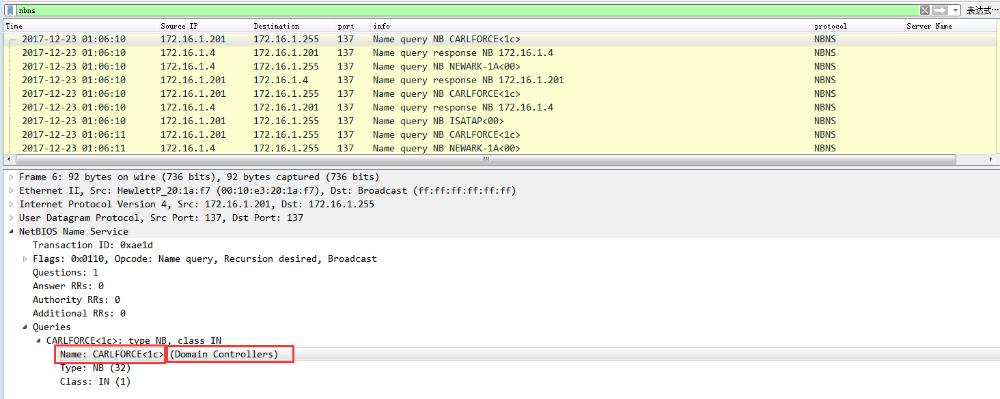 nbns 表达式…
Time Source IP Destination port info protocol Server Name
2017-12-23 01:06:10 172.16.1.201 172.16.1.255 137 Name query NB CARLFORCE<1c> NBNS
2017-12-23 01:06:10 172.16.1.4 172.16.1.201 137 Name query response NB 172.16.1.4 NBNS
2017-12-23 01:06:10 172.16.1.4 172.16.1.255 137 Name query NB NEWARK-1A<00> NBNS
2017-12-23 01:06:10 172.16.1.201 172.16.1.4 137 Name query response NB 172.16.1.201 NBNS
2017-12-23 01:06:10 172.16.1.201 172.16.1.255 137 Name query NB CARLFORCE<1c> NBNS
2017-12-23 01:06:10 172.16.1.4 172.16.1.201 137 Name query response NB 172.16.1.4 NBNS
2017-12-23 01:06:10 172.16.1.201 172.16.1.255 137 Name query NB ISATAP<00> NBNS
2017-12-23 01:06:11 172.16.1.201 172.16.1.255 137 Name query NB CARLFORCE<1c> NBNS
2017-12-23 01:06:11 172.16.1.4 172.16.1.255 137 Name query NB NEWARK-1A<00> NBNS
Frame 6: 92 bytes on wire (736 bits), 92 bytes captured (736 bits)
Ethernet II, Src: HewlettP_20:1a:f7 (00:10:e3:20:1a:f7), Dst: Broadcast (ff:ff:ff:ff:ff:ff)
Internet Protocol Version 4, Src: 172.16.1.201, Dst: 172.16.1.255
User Datagram Protocol, Src Port: 137, Dst Port: 137
NetBIOS Name Service
Transaction ID: 0xae1d
Flags: 0x0110, Opcode: Name query, Recursion desired, Broadcast
Questions: 1
Answer RRs: 0
Authority RRs: 0
Additional RRs: 0
Queries
CARLFORCE<1c>: type NB, class IN
Name: CARLFORCE<1c> (Domain Controllers)
Type: NB (32)
Class: IN (1)